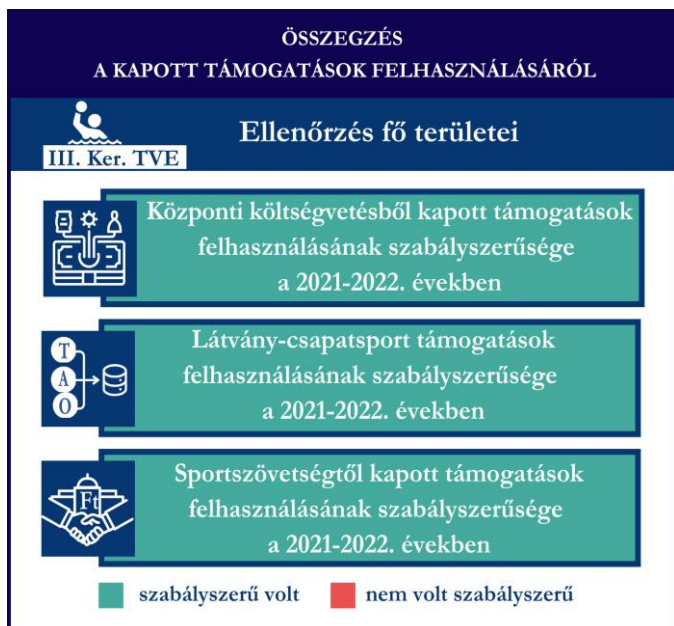 ÖSSZEGZÉS
A KAPOTT TÁMOGATÁSOK FELHASZNÁLÁSÁRÓL
III. Ker. TVE
Ellenőrzés fő területei
Központi költségvetésből kapott támogatások
felhasználásának szabályszerűsége
a 2021-2022. években
T
A
O
Látvány-csapatsport támogatások
felhasználásának szabályszerűsége
a 2021-2022. években
Ft
Sportszövetségtől kapott támogatások
felhasználásának szabályszerűsége
a 2021-2022. években
szabályszerű volt
nem volt szabályszerű